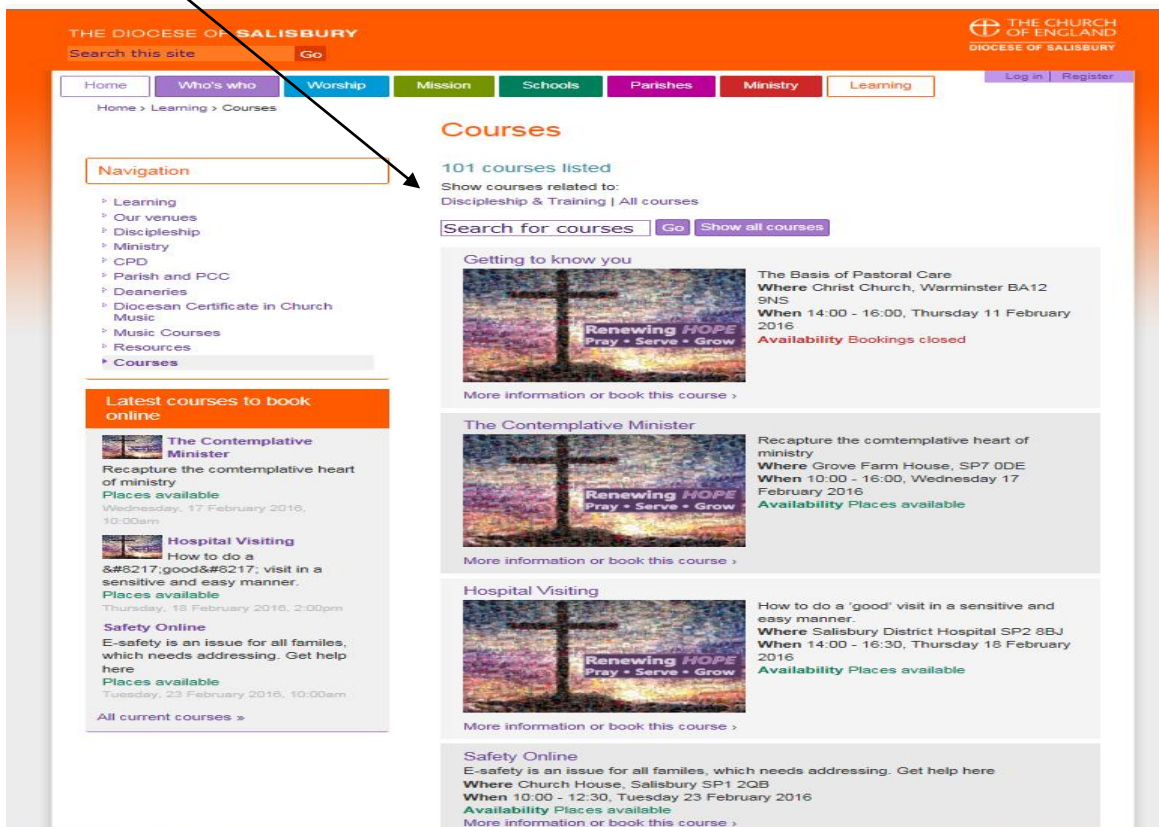 THE DIOCESE OF SALISBURY
Search this site Go
THE CHURCH
OF ENGLAND
DIOCESE OF SALISBURY
Log in | Register
Home Who's who Worship Mission Schools Parishes Ministry Learning
Home › Learning › Courses
Navigation
Learning
Our venues
Discipleship
Ministry
CPD
Parish and PCC
Deaneries
Diocesan Certificate in Church
Music
Music Courses
Resources
Courses
Latest courses to book
online
The Contemplative
Minister
Recapture the comtemplative heart
of ministry
Places available
Wednesday, 17 February 2016,
10:00am
Hospital Visiting
How to do a
&#8217;good&#8217; visit in a
sensitive and easy manner.
Places available
Thursday, 18 February 2016, 2:00pm
Safety Online
E-safety is an issue for all familes,
which needs addressing. Get help
here
Places available
Tuesday, 23 February 2016, 10:00am
All current courses »
Courses
101 courses listed
Show courses related to:
Discipleship & Training | All courses
Search for courses Go Show all courses
Getting to know you
Renewing HOPE
Pray • Serve • Grow
The Basis of Pastoral Care
Where Christ Church, Warminster BA12
9NS
When 14:00 - 16:00, Thursday 11 February
2016
Availability Bookings closed
More information or book this course ›
The Contemplative Minister
Renewing HOPE
Pray • Serve • Grow
Recapture the comtemplative heart of
ministry
Where Grove Farm House, SP7 0DE
When 10:00 - 16:00, Wednesday 17
February 2016
Availability Places available
More information or book this course ›
Hospital Visiting
Renewing HOPE
Pray • Serve • Grow
How to do a 'good' visit in a sensitive and
easy manner.
Where Salisbury District Hospital SP2 8BJ
When 14:00 - 16:30, Thursday 18 February
2016
Availability Places available
More information or book this course ›
Safety Online
E-safety is an issue for all familes, which needs addressing. Get help here
Where Church House, Salisbury SP1 2QB
When 10:00 - 12:30, Tuesday 23 February 2016
Availability Places available
More information or book this course ›